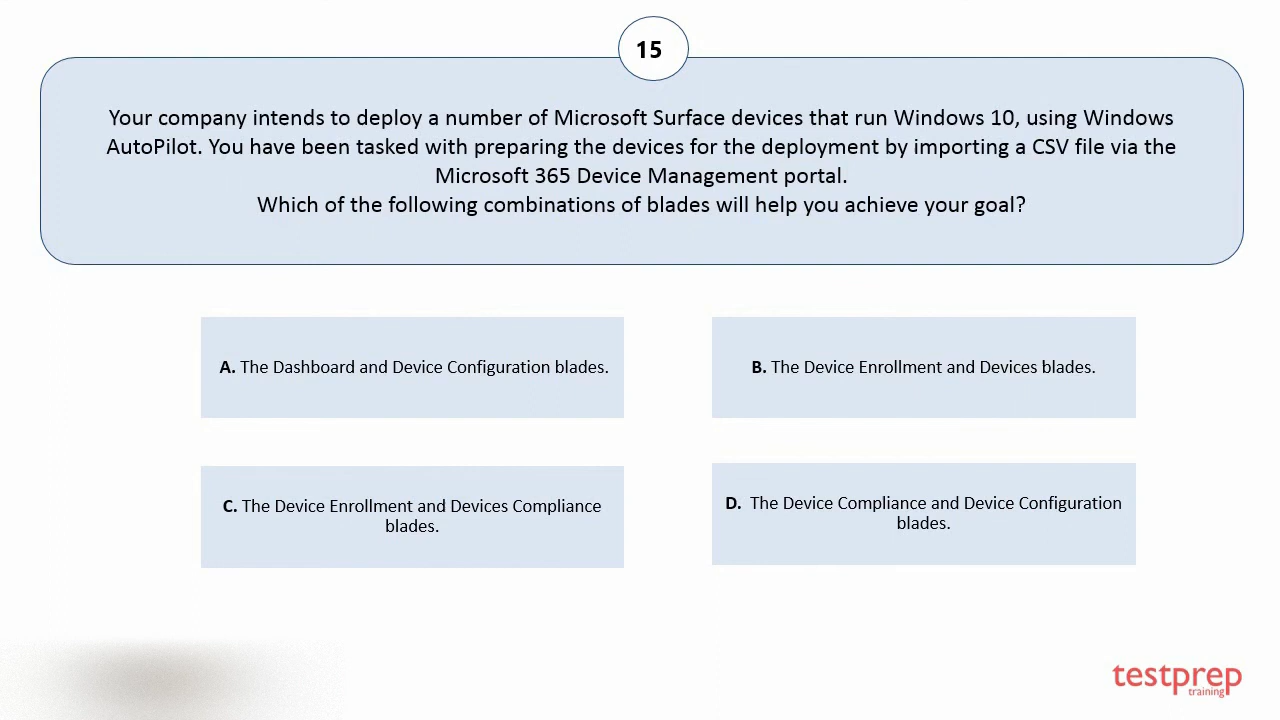 15
Your company intends to deploy a number of Microsoft Surface devices that run Windows 10, using Windows
AutoPilot. You have been tasked with preparing the devices for the deployment by importing a CSV file via the
Microsoft 365 Device Management portal.
Which of the following combinations of blades will help you achieve your goal?
A. The Dashboard and Device Configuration blades.
B. The Device Enrollment and Devices blades.
C. The Device Enrollment and Devices Compliance
blades.
D. The Device Compliance and Device Configuration
blades.
testprep
training